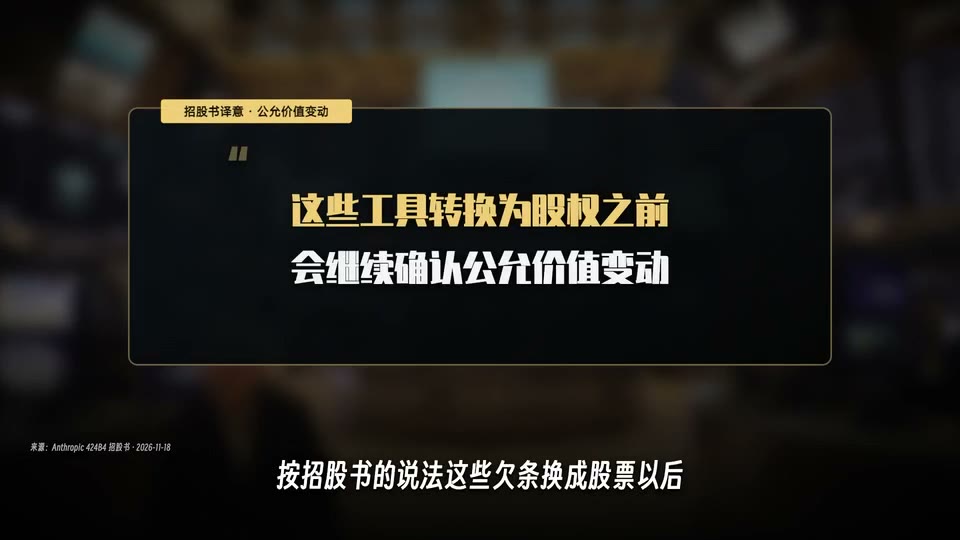 招股书译意 · 公允价值变动
这些工具转换为股权之前
会继续确认公允价值变动
来源：Anthropic 424B4 招股书 · 2026-11-18
按招股书的说法这些欠条换成股票以后